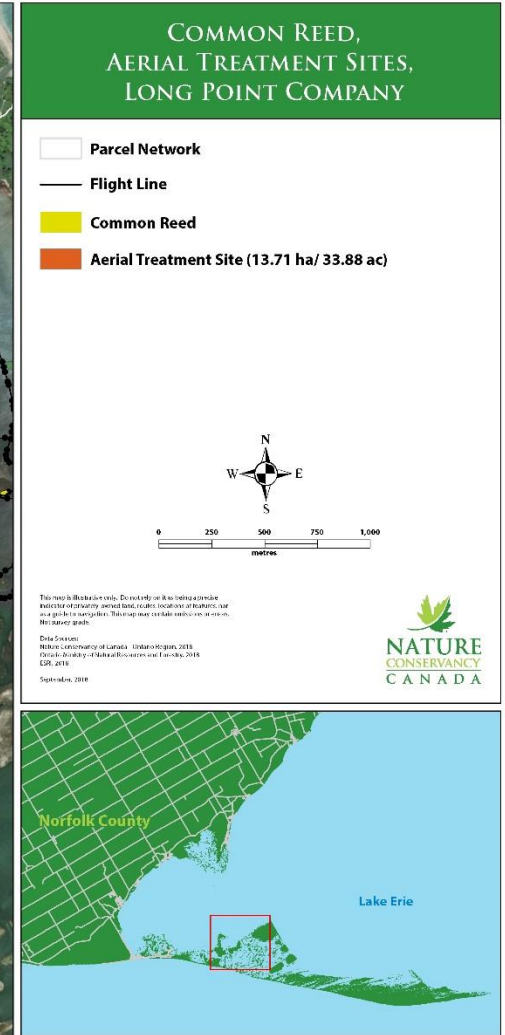 COMMON REED,
AERIAL TREATMENT SITES,
LONG POINT COMPANY
Parcel Network
Flight Line
Common Reed
Aerial Treatment Site (13.71 ha/ 33.88 ac)
N
W E
S
0 250 500 750 1,000
metres
This map is illustrative only. Do not rely on it as being a precise
indicator of privately owned land, routes, locations of features, nor
as a guide to navigation. This map may contain omissions or errors.
Not survey grade.
Data Sources:
Nature Conservancy of Canada - Ontario Region, 2018
Ontario Ministry of Natural Resources and Forestry, 2018
ESRI, 2018
September, 2018
NATURE
CONSERVANCY
CANADA
Norfolk County
Lake Erie